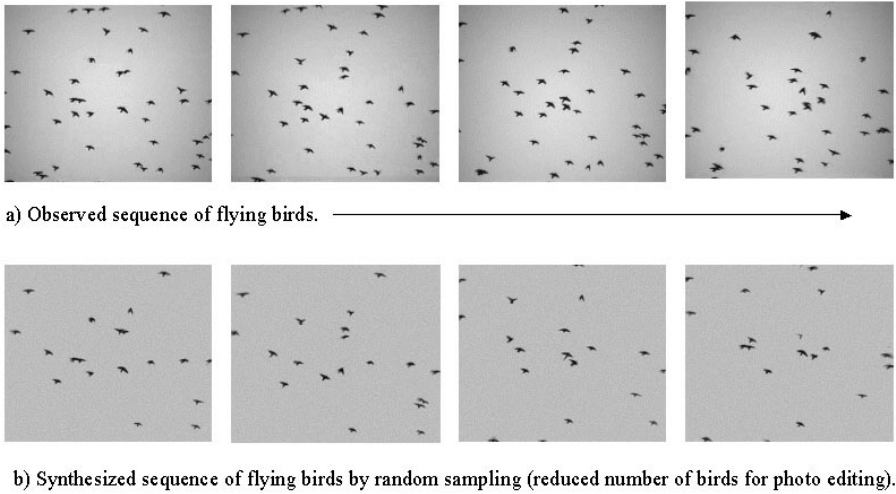 a) Observed sequence of flying birds.
b) Synthesized sequence of flying birds by random sampling (reduced number of birds for photo editing).